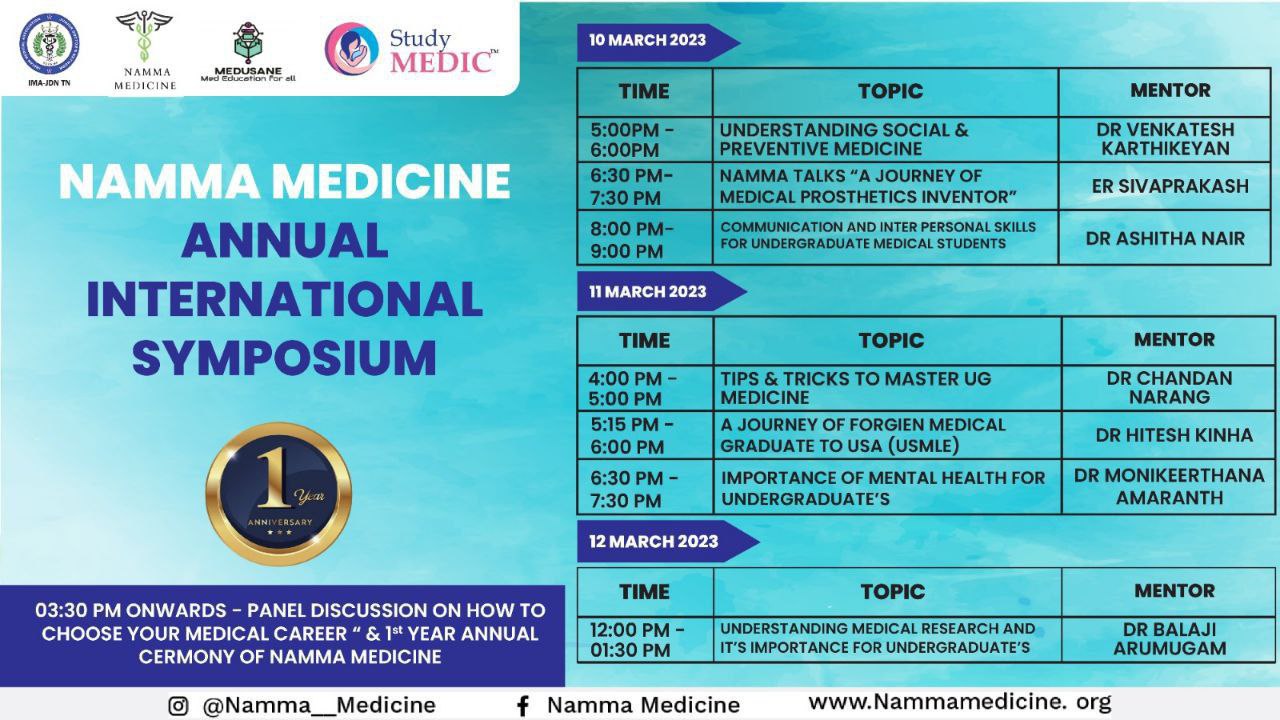 IMA-JDN TN
NAMMA
MEDICINE
MEDUSANE
Med Education For all
Study
MEDIC™
NAMMA MEDICINE
ANNUAL
INTERNATIONAL
SYMPOSIUM
1
Year
ANNIVERSARY
03:30 PM ONWARDS - PANEL DISCUSSION ON HOW TO
CHOOSE YOUR MEDICAL CAREER “ & 1st YEAR ANNUAL
CERMONY OF NAMMA MEDICINE
10 MARCH 2023
TIME TOPIC MENTOR
5:00PM - UNDERSTANDING SOCIAL & DR VENKATESH
6:00PM PREVENTIVE MEDICINE KARTHIKEYAN
6:30 PM- NAMMA TALKS “A JOURNEY OF
7:30 PM MEDICAL PROSTHETICS INVENTOR” ER SIVAPRAKASH
8:00 PM- COMMUNICATION AND INTER PERSONAL SKILLS
9:00 PM FOR UNDERGRADUATE MEDICAL STUDENTS DR ASHITHA NAIR
11 MARCH 2023
TIME TOPIC MENTOR
4:00 PM - TIPS & TRICKS TO MASTER UG DR CHANDAN
5:00 PM MEDICINE NARANG
5:15 PM - A JOURNEY OF FORGIEN MEDICAL
6:00 PM GRADUATE TO USA (USMLE) DR HITESH KINHA
6:30 PM - IMPORTANCE OF MENTAL HEALTH FOR DR MONIKEERTHANA
7:30 PM UNDERGRADUATE’S AMARANTH
12 MARCH 2023
TIME TOPIC MENTOR
12:00 PM - UNDERSTANDING MEDICAL RESEARCH AND DR BALAJI
01:30 PM IT’S IMPORTANCE FOR UNDERGRADUATE’S ARUMUGAM
@Namma__Medicine Namma Medicine www.Nammamedicine. org